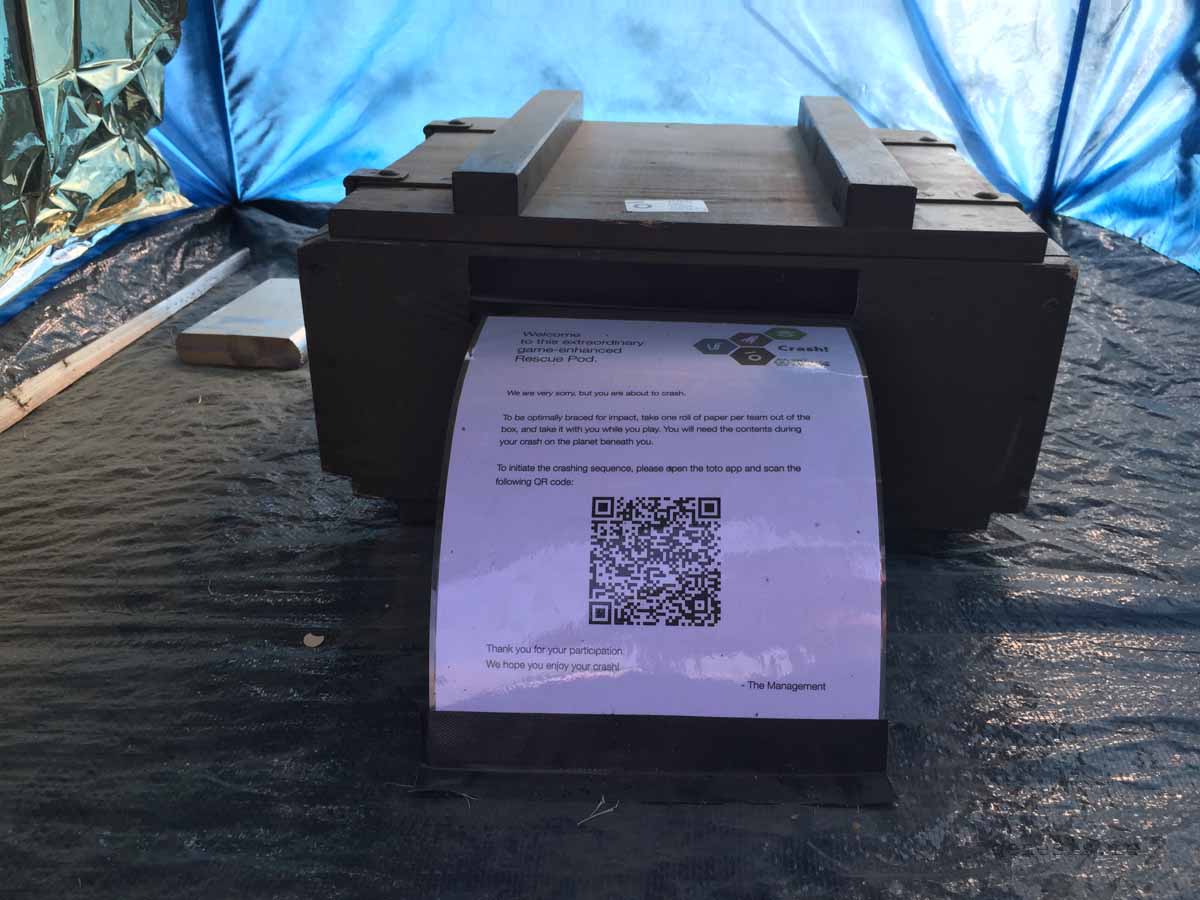 Welcome
to this extraordinary
game-enhanced
Rescue Pod.
Crash!
We are very sorry, but you are about to crash.
To be optimally braced for impact, take one roll of paper per team out of the
box, and take it with you while you play. You will need the contents during
your crash on the planet beneath you.
To initiate the crashing sequence, please open the toto app and scan the
following QR code:
Thank you for your participation.
We hope you enjoy your crash!
- The Management